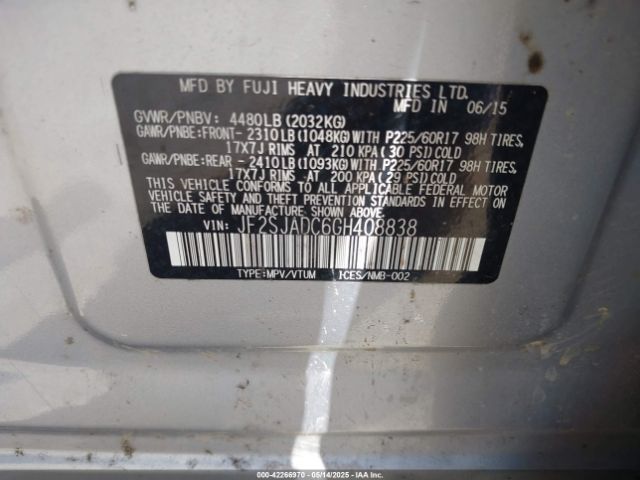 MFD BY FUJI HEAVY INDUSTRIES LTD.
MFD IN 06/15
GVWR/PNBV: 4480LB(2032KG)
GAWR/PNBE:FRONT- 2310LB(1048KG)WITH P225/60R17 98H TIRES,
17X7J RIMS AT 210 KPA(30 PSI)COLD
GAWR/PNBE:REAR - 2410LB(1093KG)WITH P225/60R17 98H TIRES,
17X7J RIMS AT 200 KPA(29 PSI)COLD
THIS VEHICLE CONFORMS TO ALL APPLICABLE FEDERAL MOTOR
VEHICLE SAFETY AND THEFT PREVENTION STANDARDS IN EFFECT ON
THE DATE OF MANUFACTURE SHOWN ABOVE.
VIN: JF2SJADC6GH408838
TYPE:MPV/VTUM ICES/NMB-002
000-42266970 - 05/14/2025 - IAAI.COM